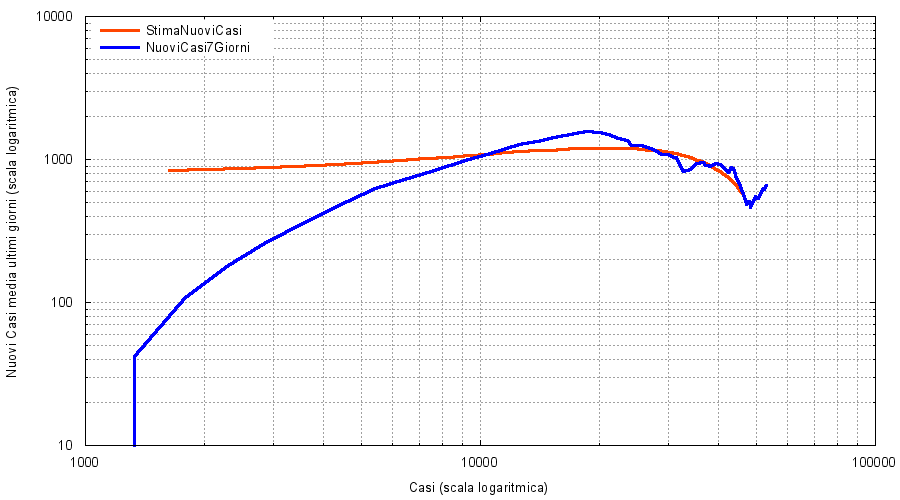 10000
StimaNuoviCasi
NuoviCasi7Giorni
1000
100
10
Nuovi Casi media ultimi giorni (scala logaritmica)
1000
10000
100000
Casi (scala logaritmica)